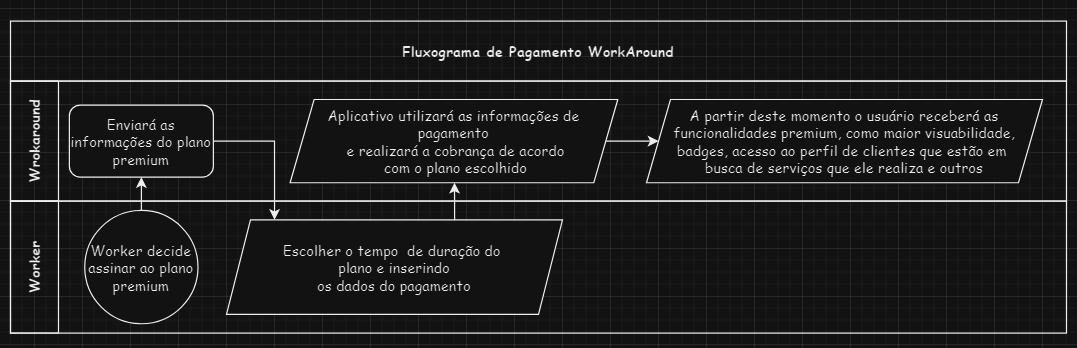 Fluxograma de Pagamento WorkAround
Wrokaround
Enviará as
informações do plano
premium
Aplicativo utilizará as informações de
pagamento
e realizará a cobrança de acordo
com o plano escolhido
A partir deste momento o usuário receberá as
funcionalidades premium, como maior visuabilidade,
badges, acesso ao perfil de clientes que estão em
busca de serviços que ele realiza e outros
Worker
Worker decide
assinar ao plano
premium
Escolher o tempo  de duração do
plano e inserindo
os dados do pagamento